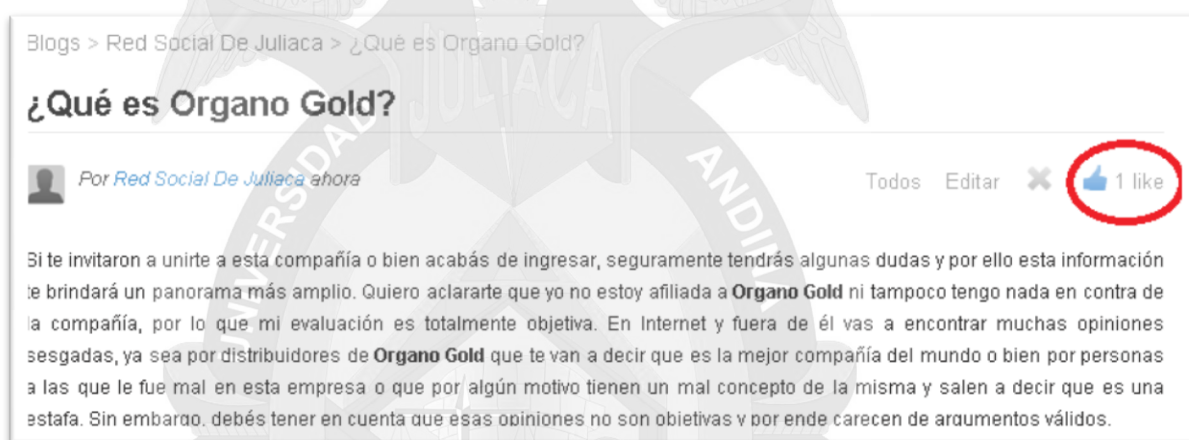 Blogs > Red Social De Juliaca > ¿Qué es Organo Gold?
¿Qué es Organo Gold?
Por Red Social De Juliaca ahora
Todos Editar 1 like
Si te invitaron a unirte a esta compañía o bien acabás de ingresar, seguramente tendrás algunas dudas y por ello esta información
te brindará un panorama más amplio. Quiero aclararte que yo no estoy afiliada a Organo Gold ni tampoco tengo nada en contra de
la compañía, por lo que mi evaluación es totalmente objetiva. En Internet y fuera de él vas a encontrar muchas opiniones
sesgadas, ya sea por distribuidores de Organo Gold que te van a decir que es la mejor compañía del mundo o bien por personas
a las que le fue mal en esta empresa o que por algún motivo tienen un mal concepto de la misma y salen a decir que es una
estafa. Sin embargo, debés tener en cuenta que esas opiniones no son objetivas y por ende carecen de argumentos válidos.
JULIACA
UNIVERSDAD
ANDINA